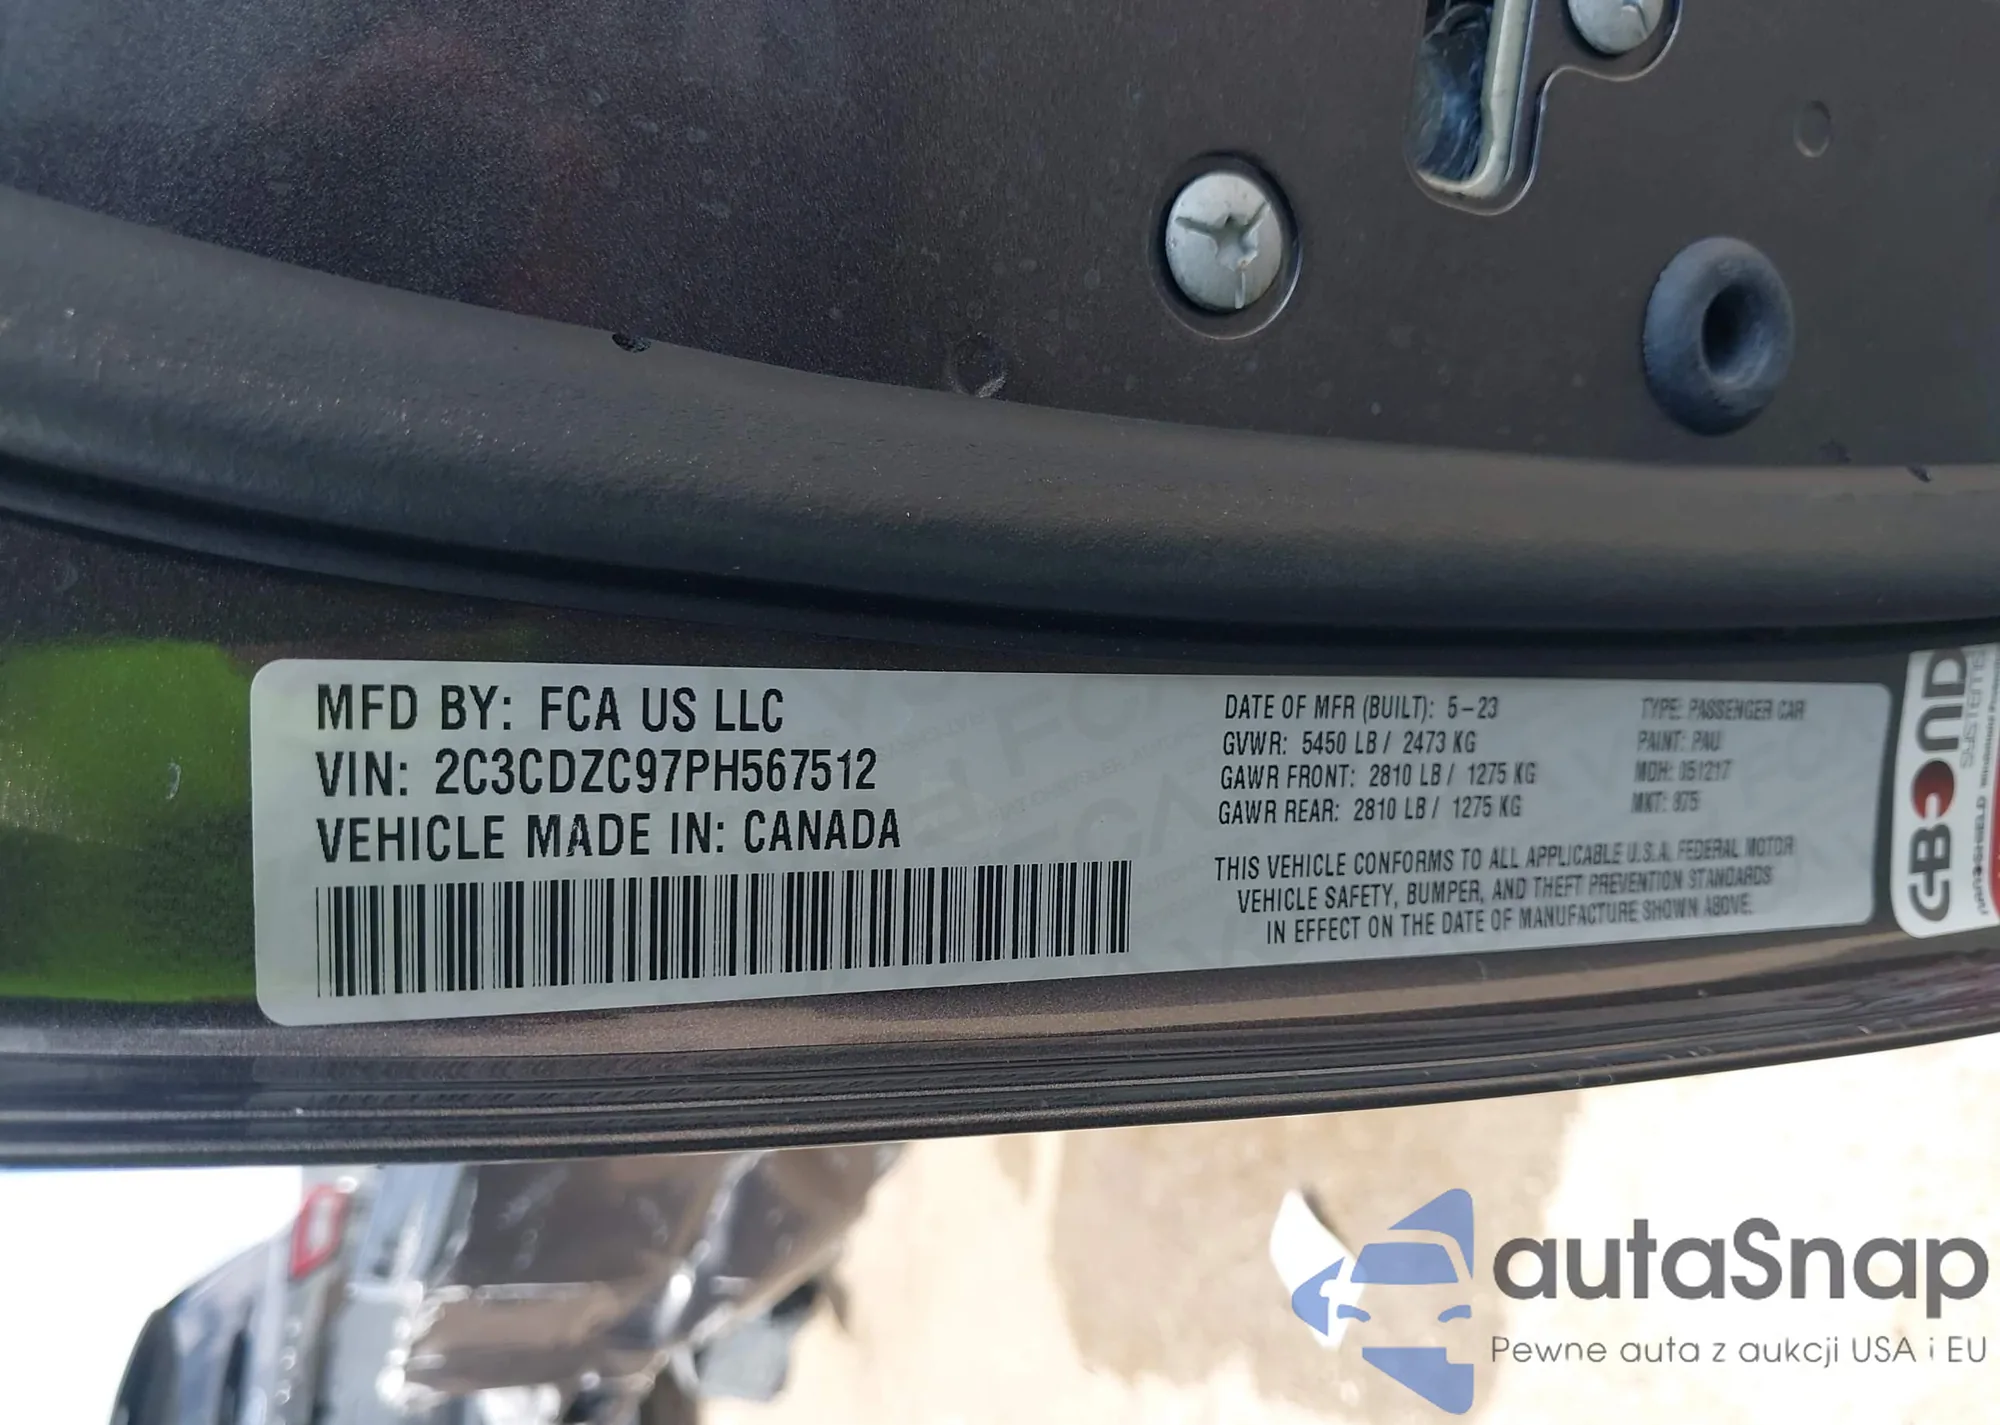 MFD BY: FCA US LLC
VIN: 2C3CDZC97PH567512
VEHICLE MADE IN: CANADA
DATE OF MFR (BUILT): 5-23
GVWR: 5450 LB / 2473 KG
GAWR FRONT: 2810 LB / 1275 KG
GAWR REAR: 2810 LB / 1275 KG
TYPE: PASSENGER CAR
PAINT: PAU
MDH: 051217
MKT: 875
THIS VEHICLE CONFORMS TO ALL APPLICABLE U.S.A. FEDERAL MOTOR
VEHICLE SAFETY, BUMPER, AND THEFT PREVENTION STANDARDS
IN EFFECT ON THE DATE OF MANUFACTURE SHOWN ABOVE.
SYSTEMS
autaSnap
Pewne auta z aukcji USA i EU